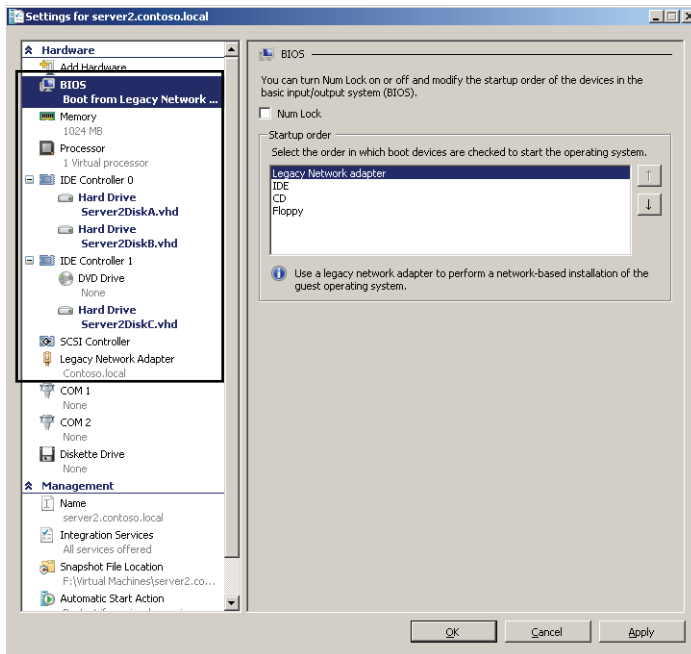 Settings for server2.contoso.local
Hardware
Add Hardware
BIOS
Boot from Legacy Network ...
Memory
1024 MB
Processor
1 Virtual processor
IDE Controller 0
Hard Drive
Server2DiskA.vhd
Hard Drive
Server2DiskB.vhd
IDE Controller 1
DVD Drive
None
Hard Drive
Server2DiskC.vhd
SCSI Controller
Legacy Network Adapter
Contoso.local
COM 1
None
COM 2
None
Diskette Drive
None
Management
Name
server2.contoso.local
Integration Services
All services offered
Snapshot File Location
F:\Virtual Machines\server2.co...
Automatic Start Action
BIOS
You can turn Num Lock on or off and modify the startup order of the devices in the
basic input/output system (BIOS).
Num Lock
Startup order
Select the order in which boot devices are checked to start the operating system.
Legacy Network adapter
IDE
CD
Floppy
Use a legacy network adapter to perform a network-based installation of the
guest operating system.
OK
Cancel
Apply